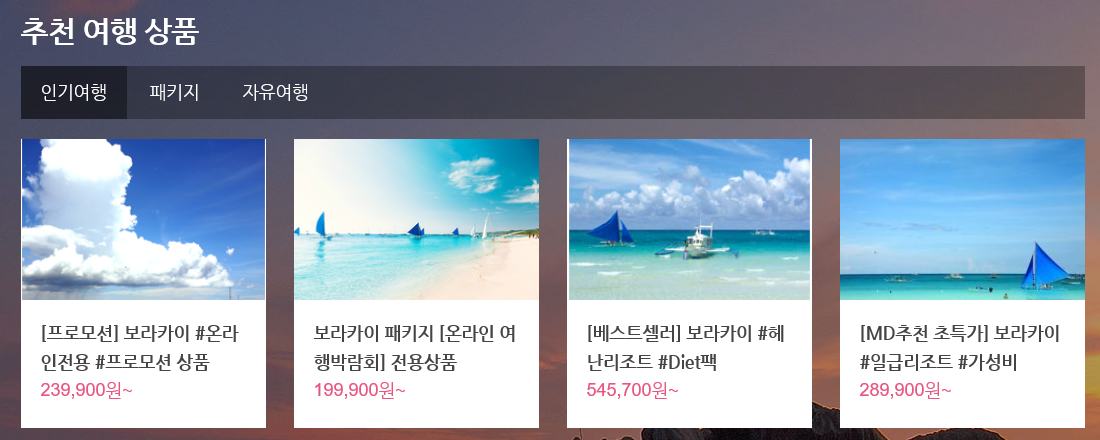 추천 여행 상품
인기여행 패키지 자유여행
[프로모션] 보라카이 #온라
인전용 #프로모션 상품
239,900원~
보라카이 패키지 [온라인 여
행박람회] 전용상품
199,900원~
[베스트셀러] 보라카이 #헤
난리조트 #Diet팩
545,700원~
[MD추천 초특가] 보라카이
#일급리조트 #가성비
289,900원~